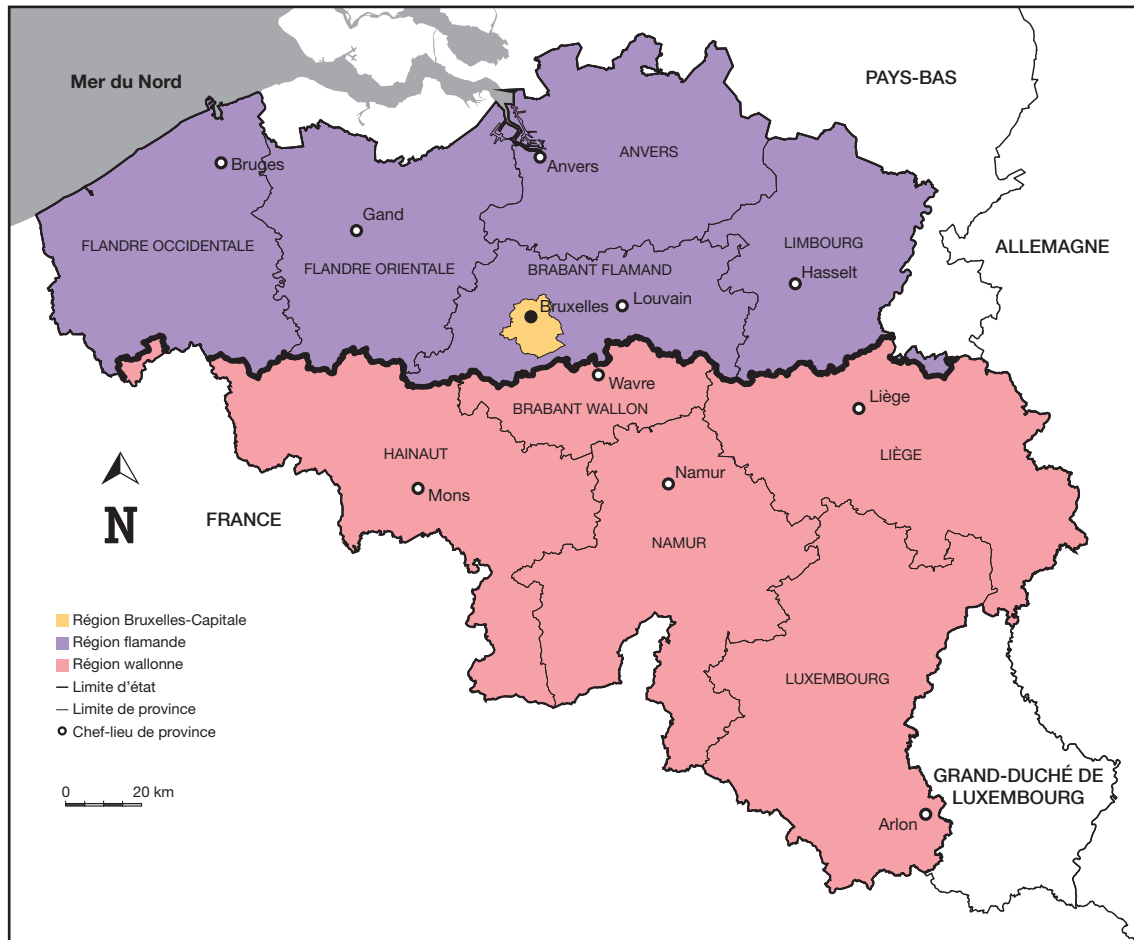 Mer du Nord
PAYS-BAS
Bruges
Anvers
ANVERS
Gand
FLANDRE OCCIDENTALE
FLANDRE ORIENTALE
BRABANT FLAMAND
LIMBOURG
ALLEMAGNE
Hasselt
Louvain
Bruxelles
Wavre
BRABANT WALLON
Liège
HAINAUT
LIÈGE
Namur
Mons
N
FRANCE
NAMUR
Région Bruxelles-Capitale
Région flamande
Région wallonne
Limite d'état
Limite de province
Chef-lieu de province
0 20 km
LUXEMBOURG
GRAND-DUCHÉ DE
LUXEMBOURG
Arlon